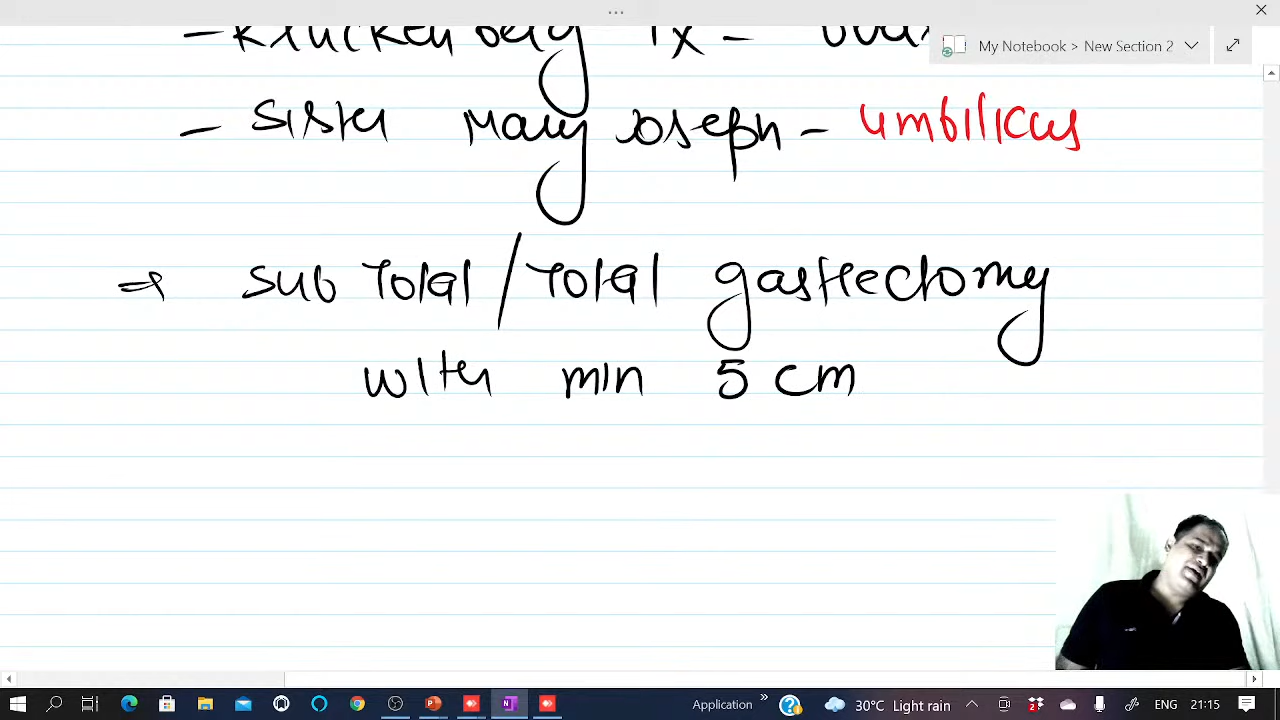 My Notebook > New Section 2
- Sister Mary Joseph - umbilicus
⇒ Sub Total / Total gastrectomy
with min 5 cm
Application
30°C Light rain
ENG
21:15